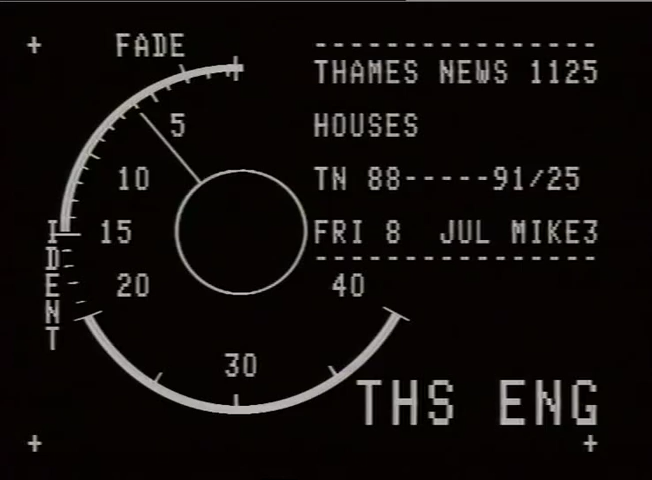 FADE
----------------
THAMES NEWS 1125
HOUSES
TN 88-----91/25
FRI 8 JUL MIKE3
----------------
5
10
15
20
30
40
IDENT
THS ENG